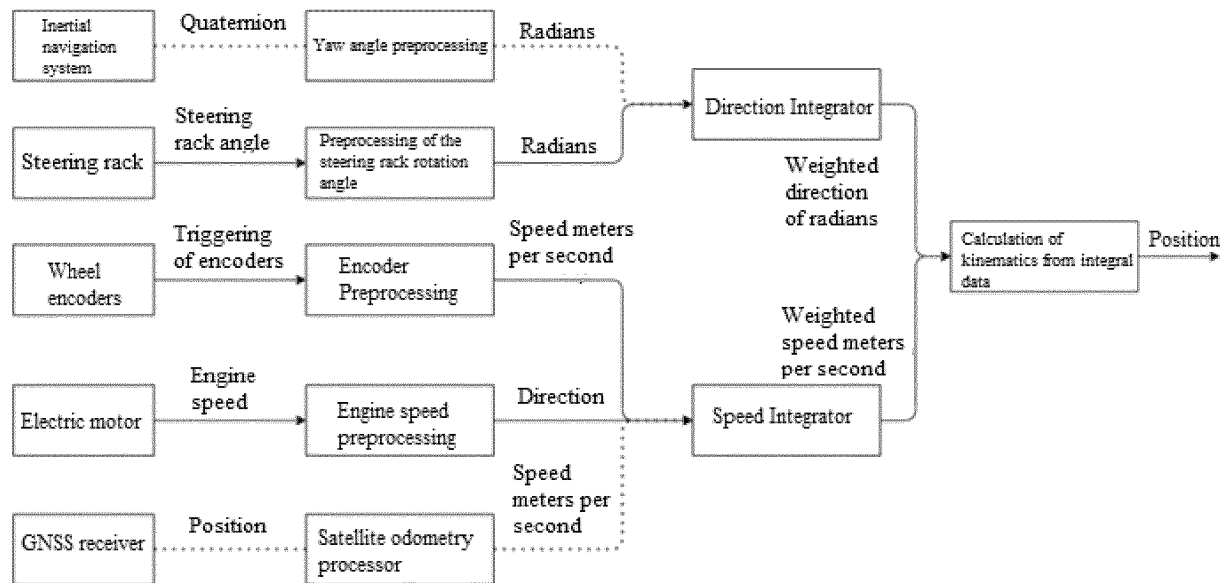 Inertial
navigation
system
Quaternion
Yaw angle preprocessing
Radians
Steering rack
Steering
rack angle
Preprocessing of the
steering rack rotation
angle
Radians
Direction Integrator
Weighted
direction
of radians
Wheel
encoders
Triggering
of encoders
Encoder
Preprocessing
Speed meters
per second
Calculation of
kinematics from integral
data
Position
Electric motor
Engine
speed
Engine speed
preprocessing
Direction
Weighted
speed meters
per second
Speed Integrator
GNSS receiver
Position
Satellite odometry
processor
Speed
meters per
second